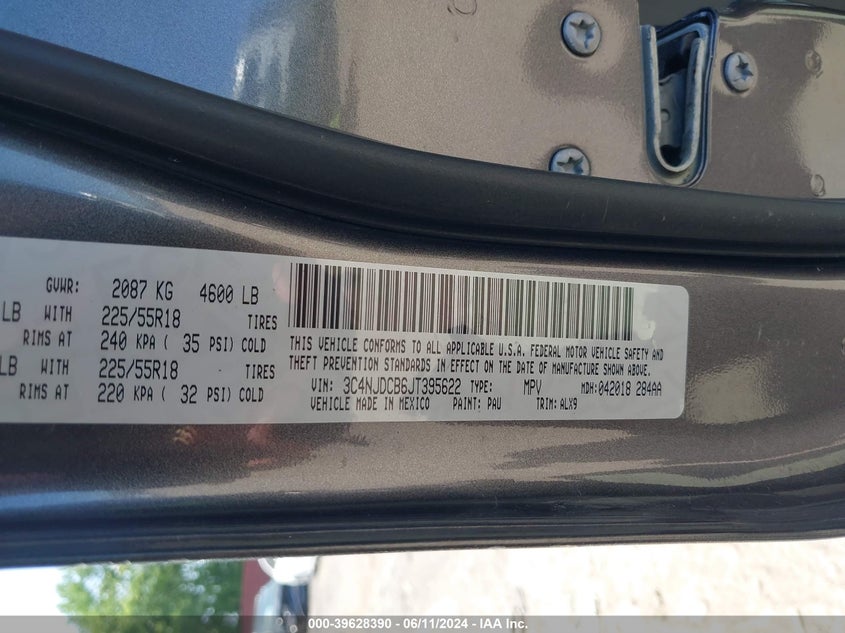 GVWR: 2087 KG 4600 LB
LB WITH 225/55R18 TIRES
RIMS AT 240 KPA ( 35 PSI) COLD
LB WITH 225/55R18 TIRES
RIMS AT 220 KPA ( 32 PSI) COLD
THIS VEHICLE CONFORMS TO ALL APPLICABLE U.S.A. FEDERAL MOTOR VEHICLE SAFETY AND
THEFT PREVENTION STANDARDS IN EFFECT ON THE DATE OF MANUFACTURE SHOWN ABOVE.
VIN: 3C4NJDCB6JT395622 TYPE: MPV MDH: 042018 284AA
VEHICLE MADE IN MEXICO PAINT: PAU TRIM: ALX9
000-39628390 - 06/11/2024 - IAA Inc.